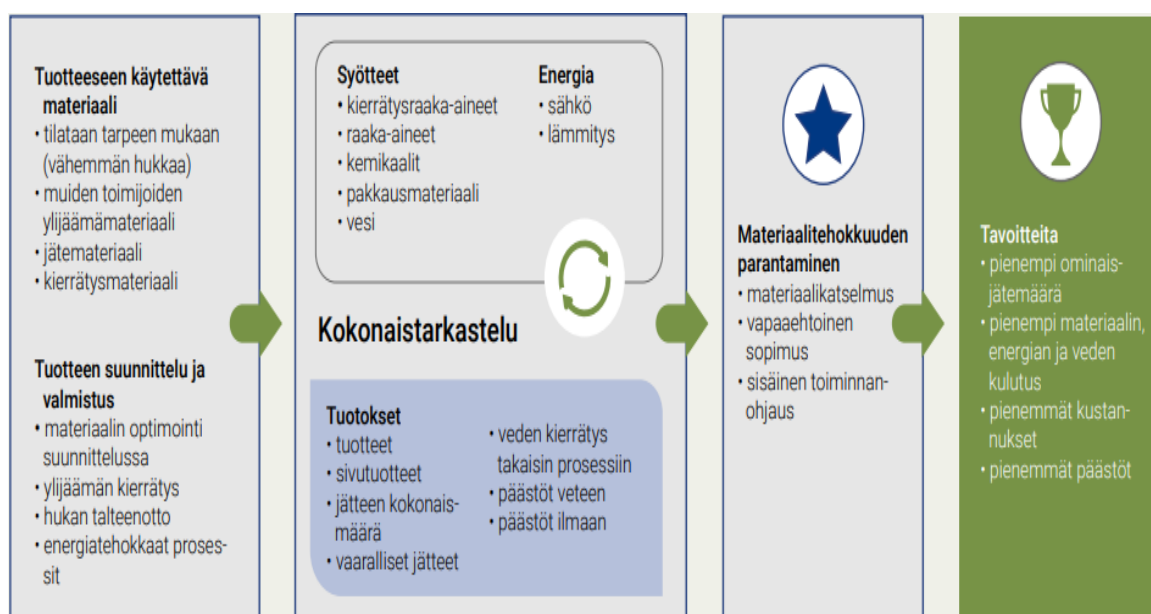 Tuotteeseen käytettävä
materiaali
• tilataan tarpeen mukaan
(vähemmän hukkaa)
• muiden toimijoiden
ylijäämämateriaali
• jätemateriaali
• kierrätysmateriaali
Tuotteen suunnittelu ja
valmistus
• materiaalin optimointi
suunnittelussa
• ylijäämän kierrätys
• hukan talteenotto
• energiatehokkaat proses-
sit
Syötteet
• kierrätysraaka-aineet
• raaka-aineet
• kemikaalit
• pakkausmateriaali
• vesi
Energia
• sähkö
• lämmitys
Kokonaistarkastelu
Tuotokset
• tuotteet
• sivutuotteet
• jätteen kokonais-
määrä
• vaaralliset jätteet
• veden kierrätys
takaisin prosessiin
• päästöt veteen
• päästöt ilmaan
Materiaalitehokkuuden
parantaminen
• materiaalikatselmus
• vapaaehtoinen
sopimus
• sisäinen toiminnan-
ohjaus
Tavoitteita
• pienempi ominais-
jätemäärä
• pienempi materiaalin,
energian ja veden
kulutus
• pienemmät kustan-
nukset
• pienemmät päästöt